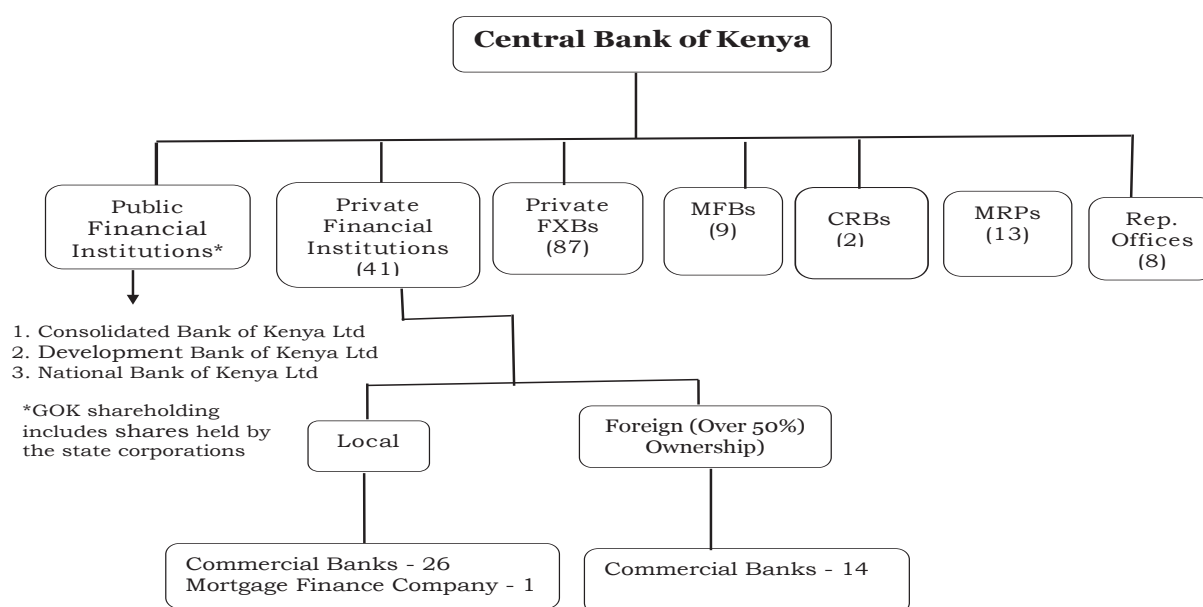 Central Bank of Kenya
Public
Financial
Institutions*
Private
Financial
Institutions
(41)
Private
FXBs
(87)
MFBs
(9)
CRBs
(2)
MRPs
(13)
Rep.
Offices
(8)
1. Consolidated Bank of Kenya Ltd
2. Development Bank of Kenya Ltd
3. National Bank of Kenya Ltd
*GOK shareholding
includes shares held by
the state corporations
Local
Foreign (Over 50%)
Ownership)
Commercial Banks - 26
Mortgage Finance Company - 1
Commercial Banks - 14